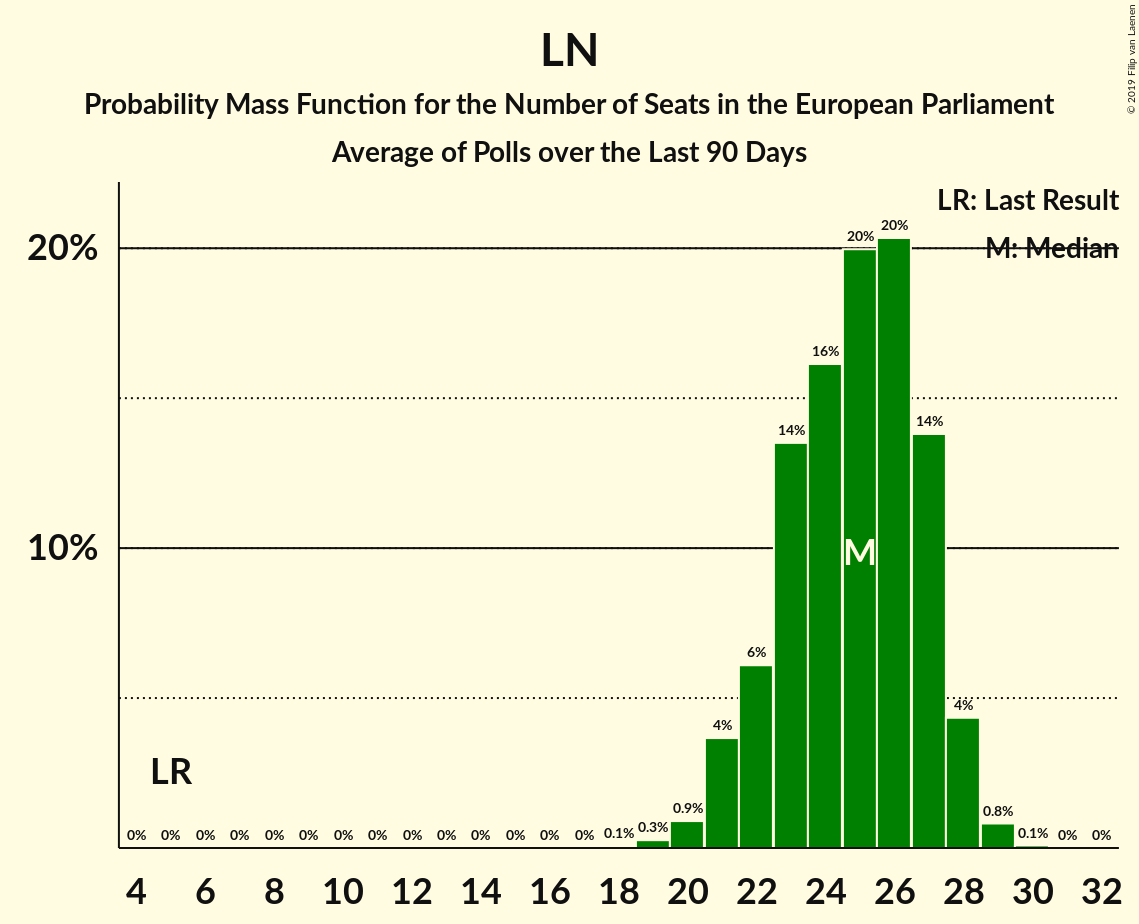 LN
Probability Mass Function for the Number of Seats in the European Parliament
Average of Polls over the Last 90 Days
© 2019 Filip van Laenen
LR: Last Result
M: Median
20%
10%
0% 0% 0% 0% 0% 0% 0% 0% 0% 0% 0% 0% 0% 0% 0.1% 0.3% 0.9% 4% 6% 14% 16% 20% 20% 14% 4% 0.8% 0.1% 0% 0%
M
LR
4 6 8 10 12 14 16 18 20 22 24 26 28 30 32